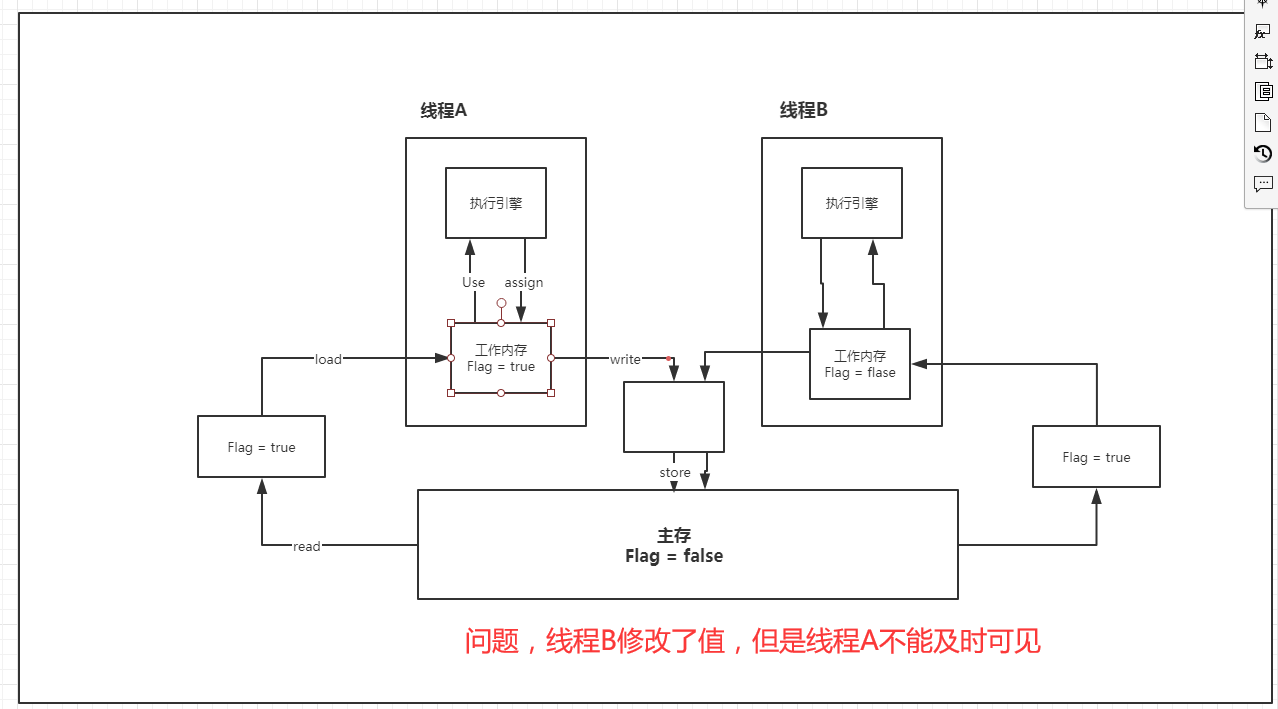 线程A
线程B
执行引擎
执行引擎
Use
assign
工作内存
Flag = true
工作内存
Flag = flase
load
write
Flag = true
Flag = true
store
read
主存
Flag = false
问题，线程B修改了值，但是线程A不能及时可见